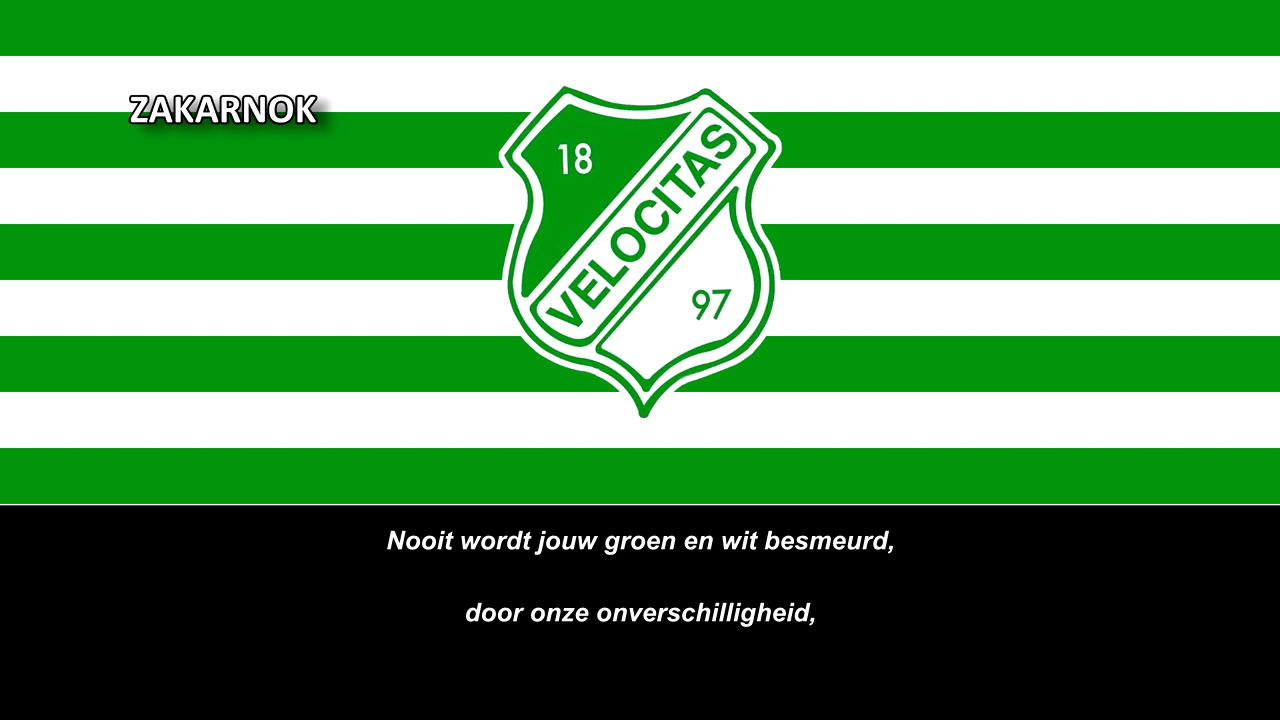 ZAKARNOK
18
VELOCITAS
97
Nooit wordt jouw groen en wit besmeurd,
door onze onverschilligheid,